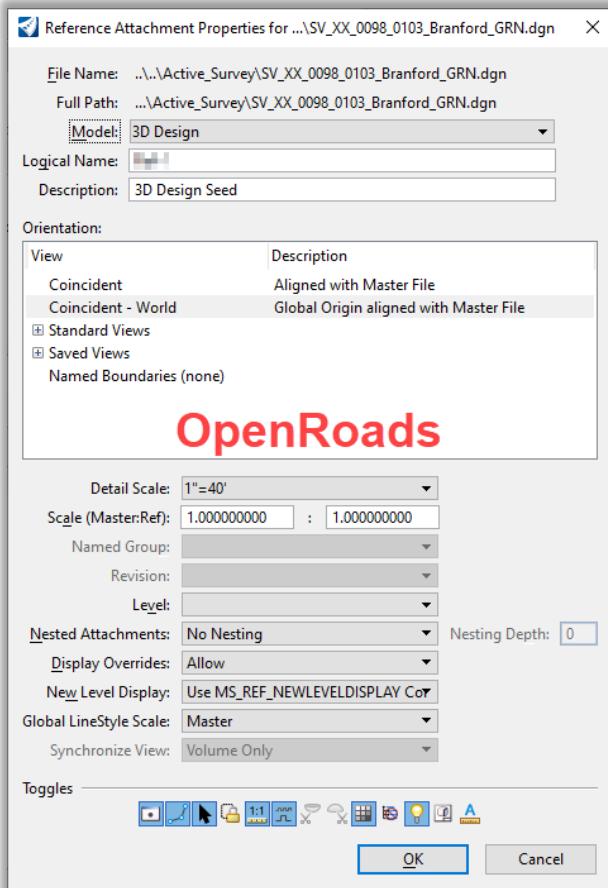 Reference Attachment Properties for ...\SV_XX_0098_0103_Branford_GRN.dgn
File Name: ..\..\Active_Survey\SV_XX_0098_0103_Branford_GRN.dgn
Full Path: ...\Active_Survey\SV_XX_0098_0103_Branford_GRN.dgn
Model: 3D Design
Logical Name:
Description: 3D Design Seed
Orientation:
View Description
Coincident Aligned with Master File
Coincident - World Global Origin aligned with Master File
Standard Views
Saved Views
Named Boundaries (none)
OpenRoads
Detail Scale: 1"=40'
Scale (Master:Ref): 1.000000000 : 1.000000000
Named Group:
Revision:
Level:
Nested Attachments: No Nesting Nesting Depth: 0
Display Overrides: Allow
New Level Display: Use MS_REF_NEWLEVELDISPLAY Cor
Global LineStyle Scale: Master
Synchronize View: Volume Only
Toggles
1:1
A
OK Cancel